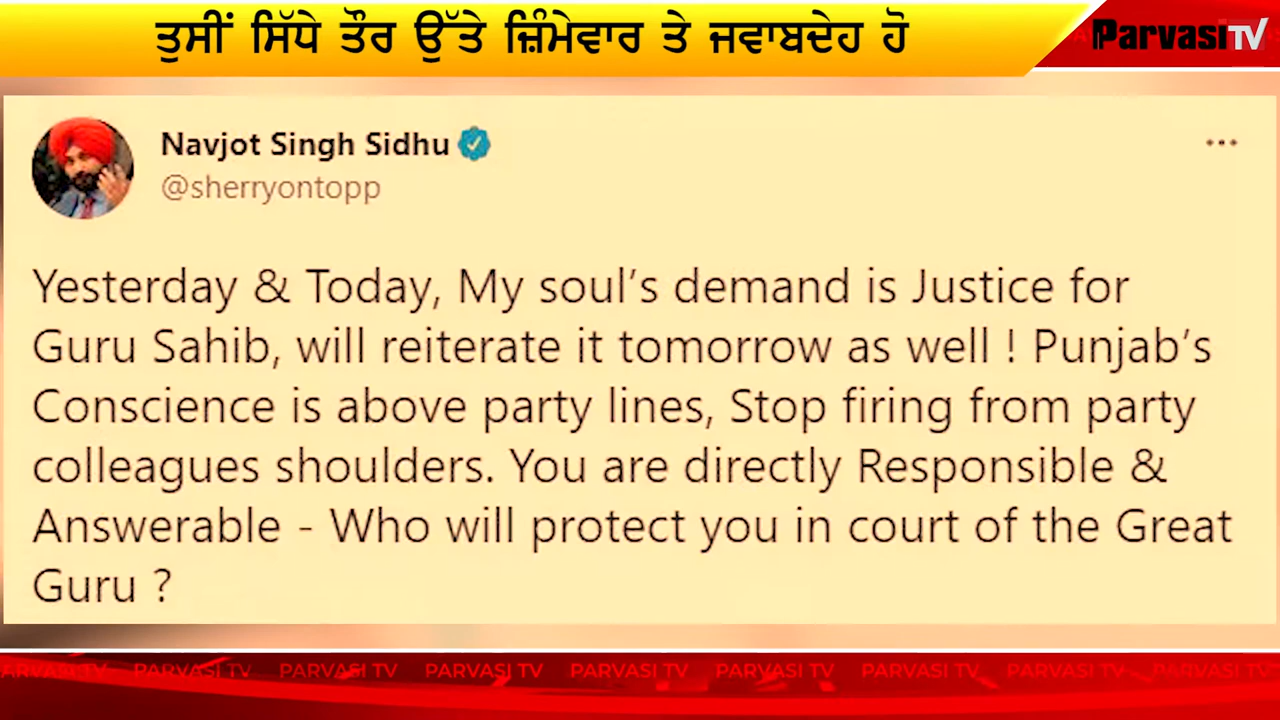 ਤੁਸੀਂ ਸਿੱਧੇ ਤੌਰ ਉੱਤੇ ਜ਼ਿੰਮੇਵਾਰ ਤੇ ਜਵਾਬਦੇਹ ਹੋ
ParvasiTV
Navjot Singh Sidhu
@sherryontopp
Yesterday & Today, My soul's demand is Justice for
Guru Sahib, will reiterate it tomorrow as well ! Punjab's
Conscience is above party lines, Stop firing from party
colleagues shoulders. You are directly Responsible &
Answerable - Who will protect you in court of the Great
Guru ?
PARVASI TV PARVASI TV PARVASI TV PARVASI TV PARVASI TV PARVASI TV PARVASI TV PARVASI TV PARVASI TV